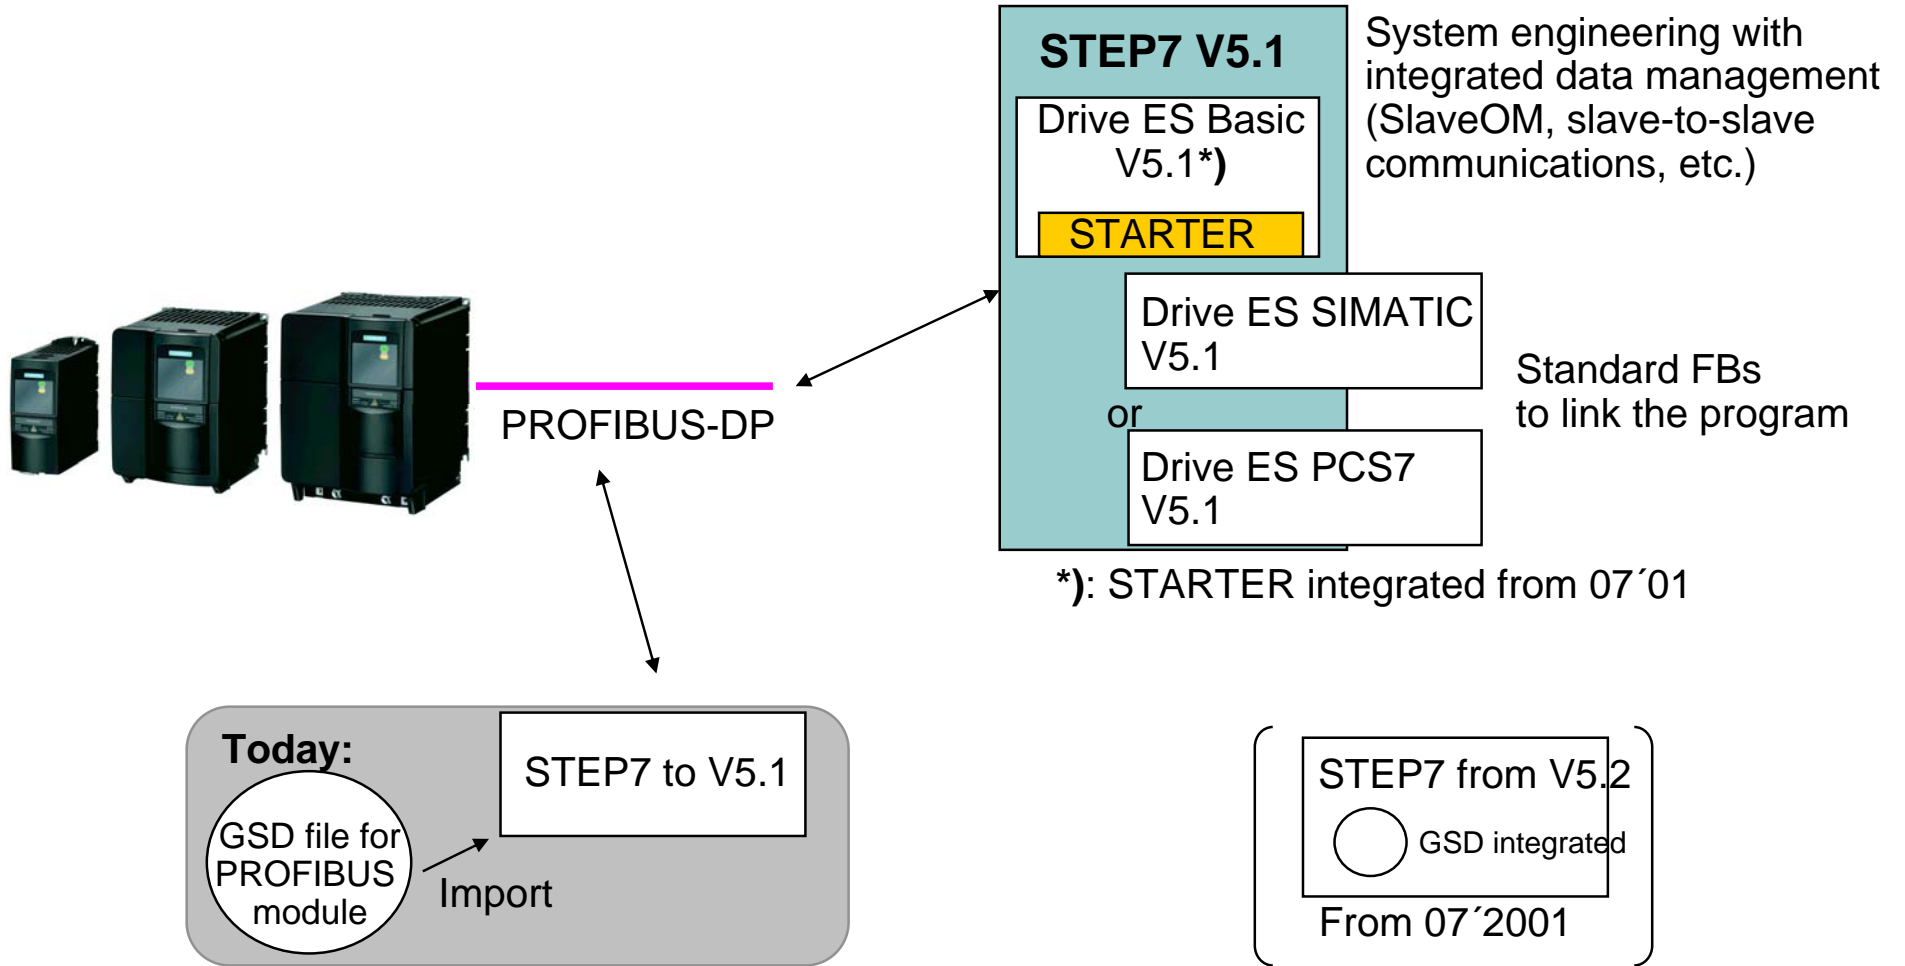 STEP7 V5.1
Drive ES Basic
V5.1*)
STARTER
System engineering with
integrated data management
(SlaveOM, slave-to-slave
communications, etc.)
Drive ES SIMATIC
V5.1
or
Drive ES PCS7
V5.1
Standard FBs
to link the program
*): STARTER integrated from 07´01
PROFIBUS-DP
Today:
STEP7 to V5.1
GSD file for
PROFIBUS
module
Import
STEP7 from V5.2
GSD integrated
From 07´2001